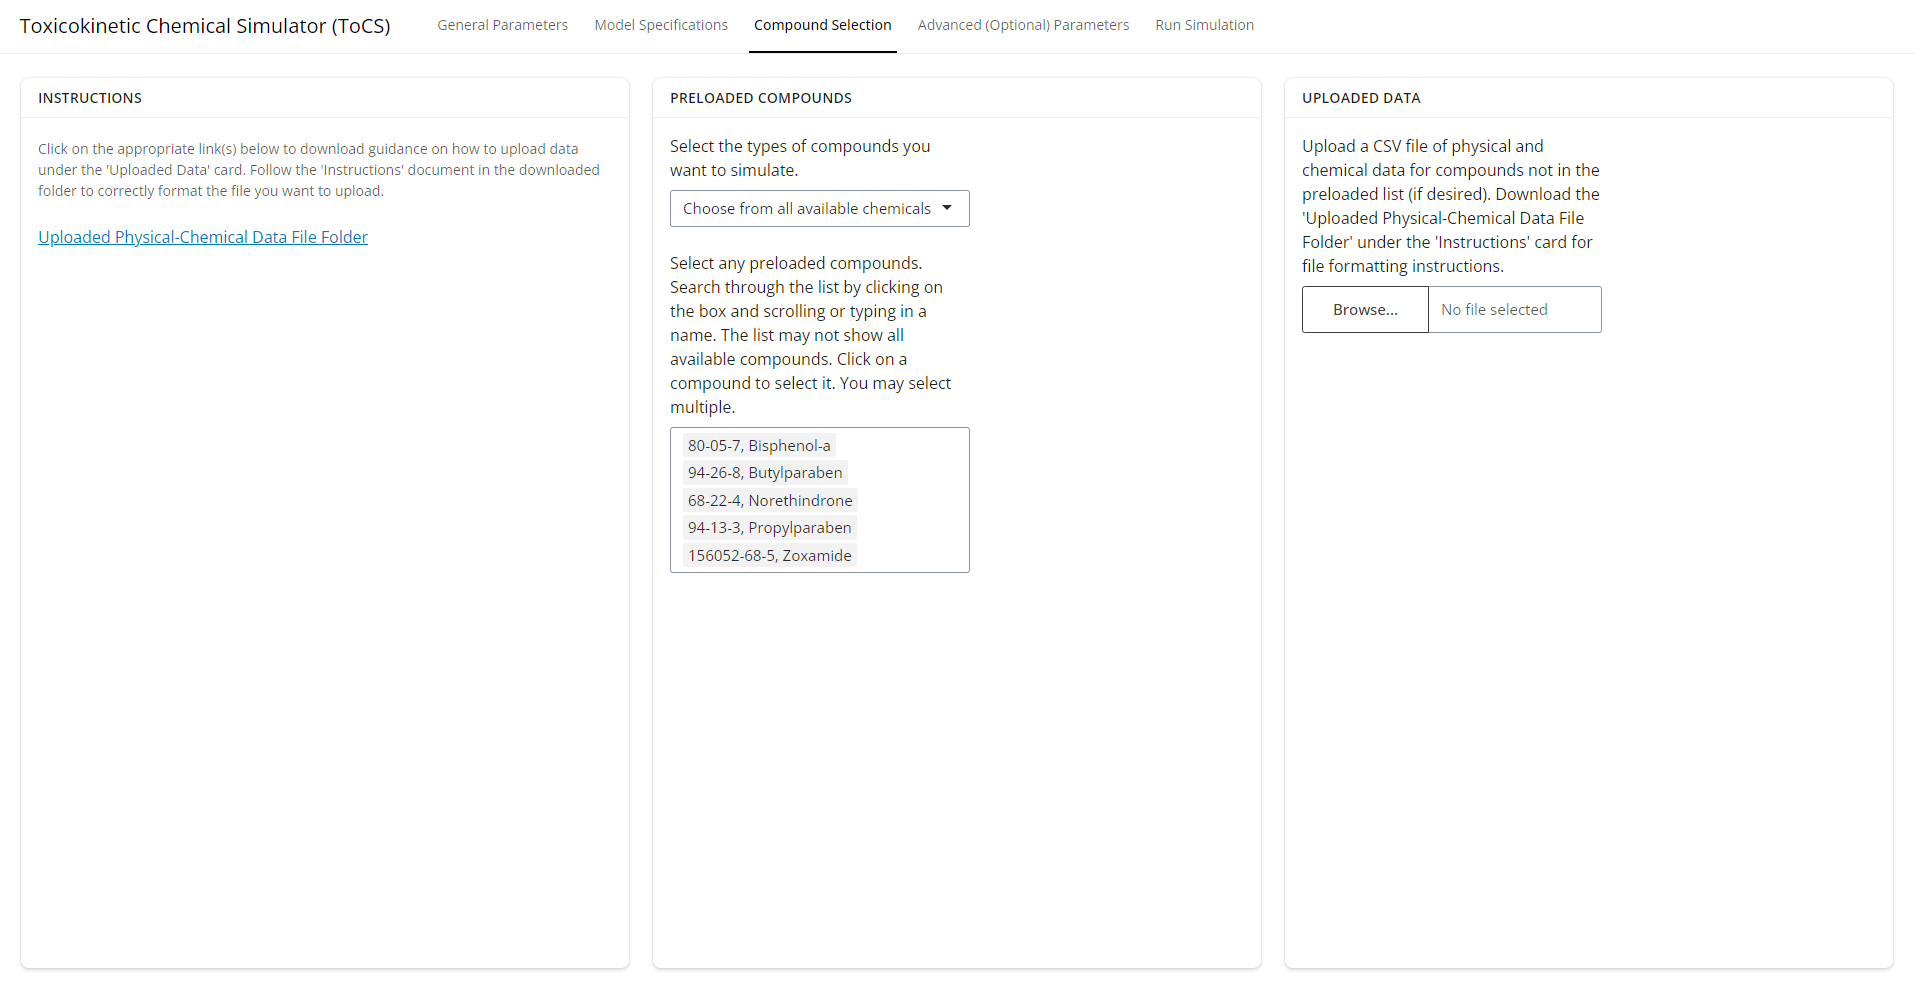 Toxicokinetic Chemical Simulator (ToCS)
General Parameters
Model Specifications
Compound Selection
Advanced (Optional) Parameters
Run Simulation
INSTRUCTIONS
Click on the appropriate link(s) below to download guidance on how to upload data
under the 'Uploaded Data' card. Follow the 'Instructions' document in the downloaded
folder to correctly format the file you want to upload.
Uploaded Physical-Chemical Data File Folder
PRELOADED COMPOUNDS
Select the types of compounds you
want to simulate.
Choose from all available chemicals
Select any preloaded compounds.
Search through the list by clicking on
the box and scrolling or typing in a
name. The list may not show all
available compounds. Click on a
compound to select it. You may select
multiple.
80-05-7, Bisphenol-a
94-26-8, Butylparaben
68-22-4, Norethindrone
94-13-3, Propylparaben
156052-68-5, Zoxamide
UPLOADED DATA
Upload a CSV file of physical and
chemical data for compounds not in the
preloaded list (if desired). Download the
'Uploaded Physical-Chemical Data File
Folder' under the 'Instructions' card for
file formatting instructions.
Browse...
No file selected